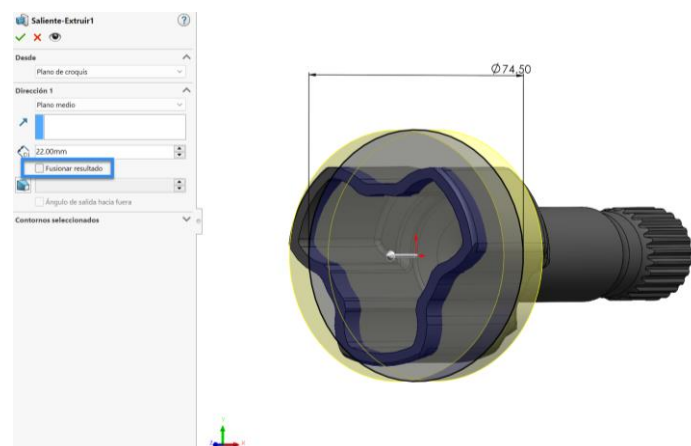 Saliente-Extruir1
Desde
Plano de croquis
Dirección 1
Plano medio
22.00mm
Fusionar resultado
Ángulo de salida hacia fuera
Contornos seleccionados
Ø74,50